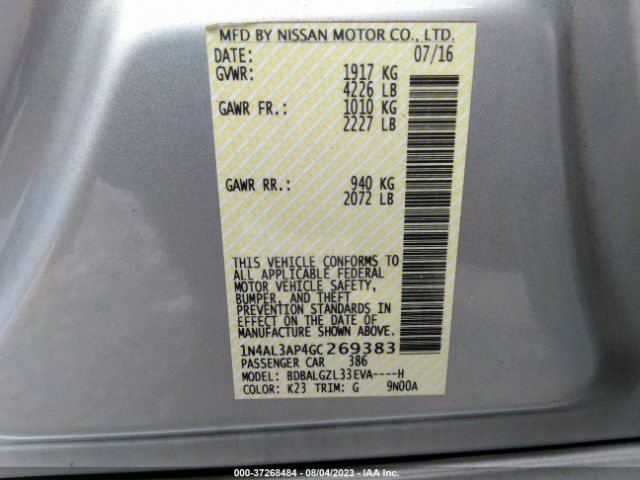 MFD BY NISSAN MOTOR CO., LTD.
DATE: 07/16
GVWR: 1917 KG
4226 LB
GAWR FR.: 1010 KG
2227 LB
GAWR RR.: 940 KG
2072 LB
THIS VEHICLE CONFORMS TO
ALL APPLICABLE FEDERAL
MOTOR VEHICLE SAFETY,
BUMPER, AND THEFT
PREVENTION STANDARDS IN
EFFECT ON THE DATE OF
MANUFACTURE SHOWN ABOVE.
1N4AL3AP4GC269383
PASSENGER CAR 386
MODEL: BDBALGZL33EVA----H
COLOR: K23 TRIM: G 9N00A
000-37268484 - 08/04/2023 - IAA Inc.